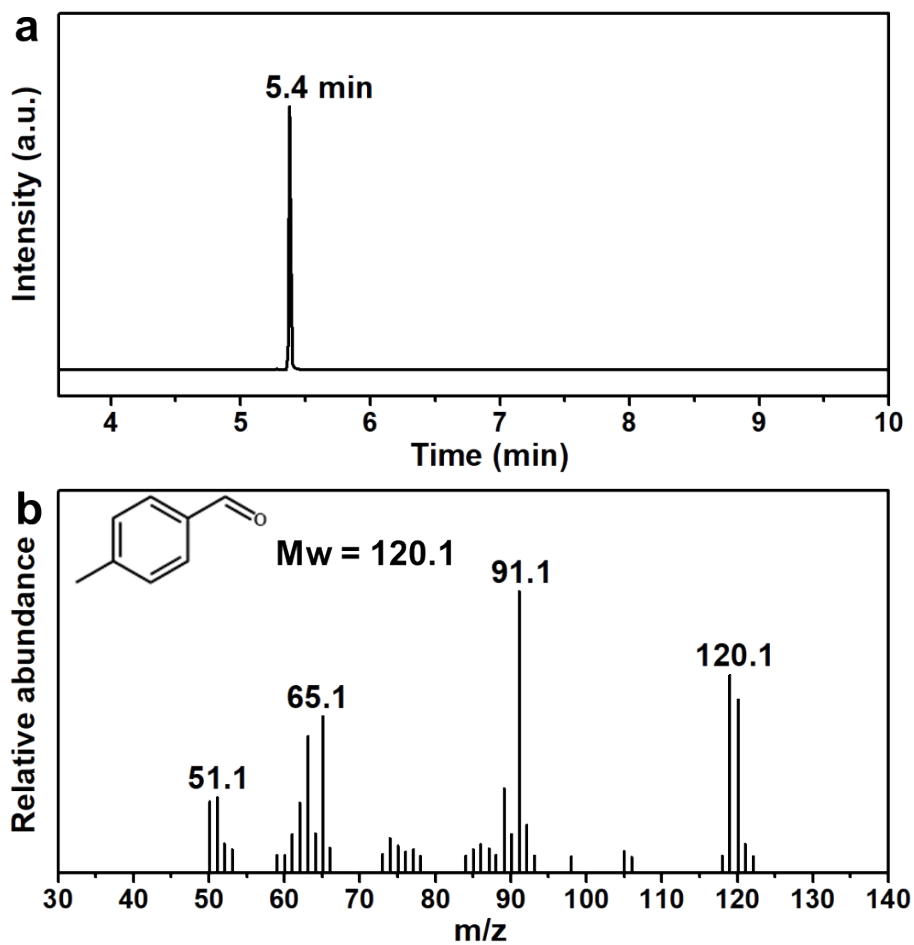 a
5.4 min
Intensity (a.u.)
4 5 6 7 8 9 10
Time (min)
b
O
Mw = 120.1
91.1
120.1
65.1
51.1
Relative abundance
30 40 50 60 70 80 90 100 110 120 130 140
m/z